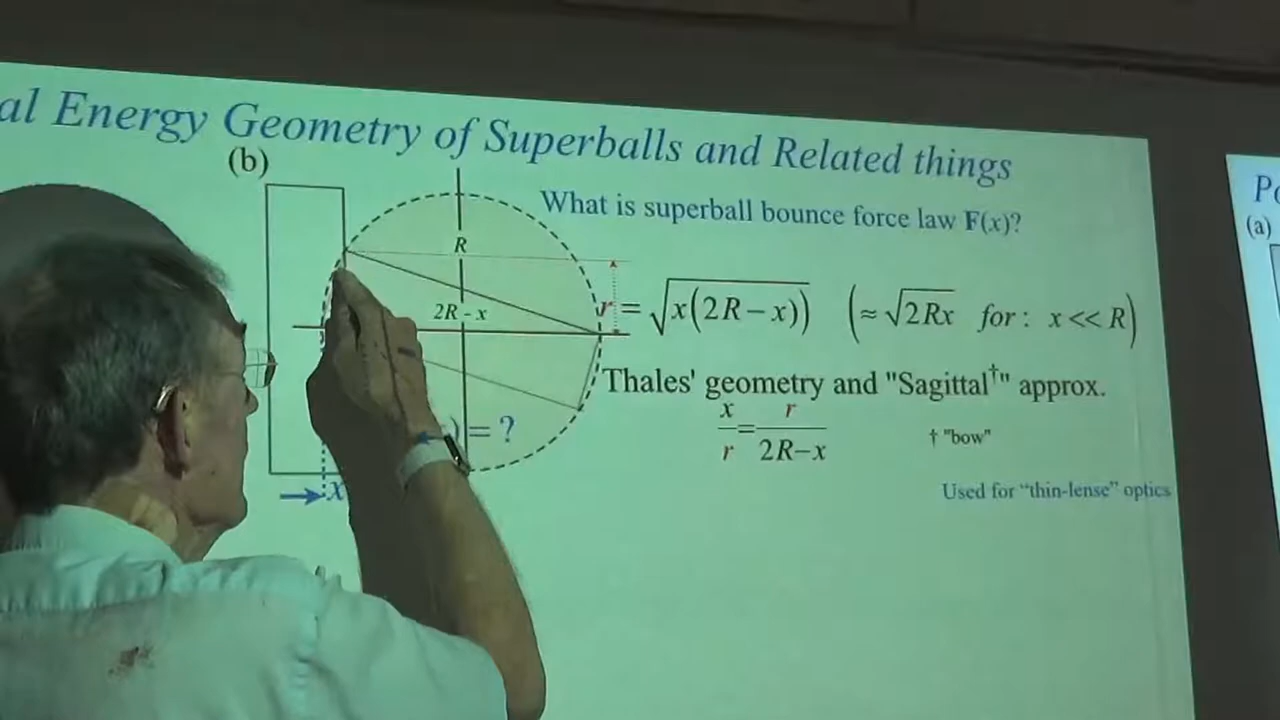 al Energy Geometry of Superballs and Related things
(b)
What is superball bounce force law F(x)?
R
2R - x
r = √x(2R−x)) (≈ √2Rx for : x << R)
Thales' geometry and "Sagittal†" approx.
x/r = r/2R−x
† "bow"
) = ?
x
Used for “thin-lense” optics
(a)